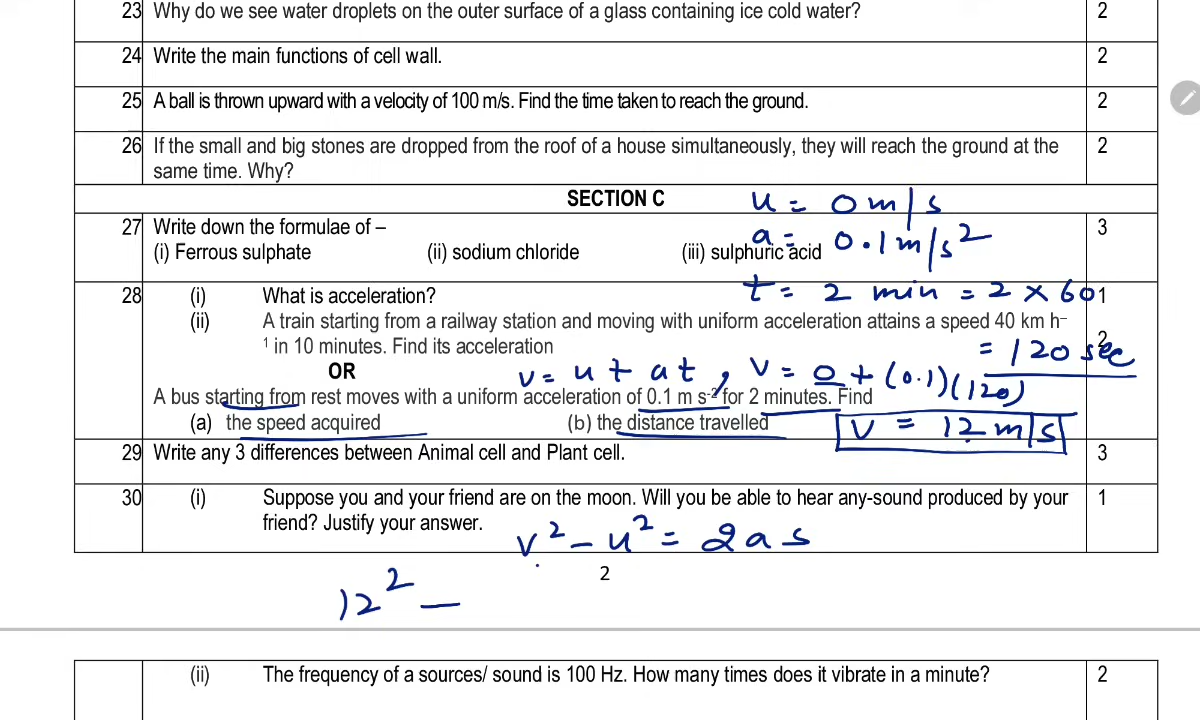 23 Why do we see water droplets on the outer surface of a glass containing ice cold water? 2
24 Write the main functions of cell wall. 2
25 A ball is thrown upward with a velocity of 100 m/s. Find the time taken to reach the ground. 2
26 If the small and big stones are dropped from the roof of a house simultaneously, they will reach the ground at the 2
same time. Why?
SECTION C
u = 0 m/s
27 Write down the formulae of – 3
a = 0.1 m/s²
(i) Ferrous sulphate (ii) sodium chloride (iii) sulphuric acid
28 (i) What is acceleration? 1
t = 2 min = 2 × 60
(ii) A train starting from a railway station and moving with uniform acceleration attains a speed 40 km h⁻
¹ in 10 minutes. Find its acceleration 2
= 120 sec
OR
v = u + at, v = 0 + (0.1)(120)
A bus starting from rest moves with a uniform acceleration of 0.1 m s⁻² for 2 minutes. Find
(a) the speed acquired (b) the distance travelled
v = 12 m/s
29 Write any 3 differences between Animal cell and Plant cell. 3
30 (i) Suppose you and your friend are on the moon. Will you be able to hear any-sound produced by your 1
friend? Justify your answer.
v² – u² = 2as
2
12² –
(ii) The frequency of a sources/ sound is 100 Hz. How many times does it vibrate in a minute? 2